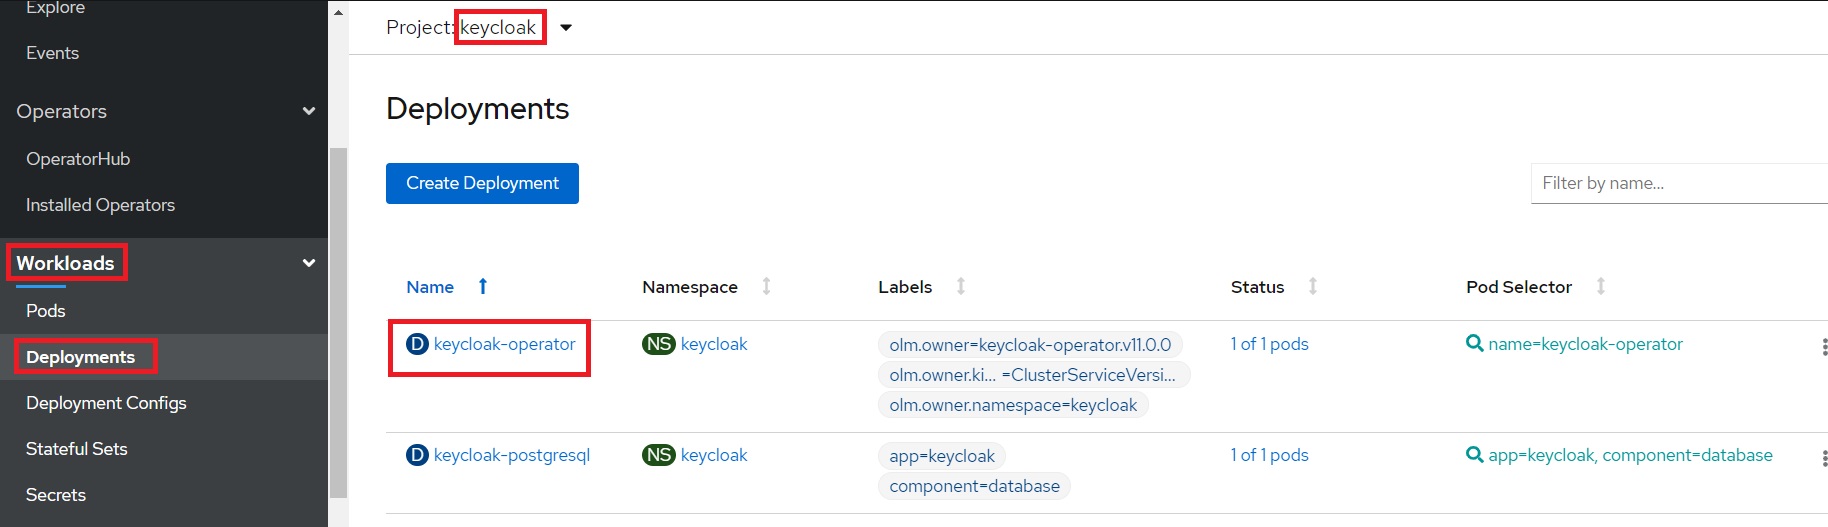 Explore
Events
Operators
OperatorHub
Installed Operators
Workloads
Pods
Deployments
Deployment Configs
Stateful Sets
Secrets
Project: keycloak
Deployments
Create Deployment
Filter by name...
Name Namespace Labels Status Pod Selector
D keycloak-operator NS keycloak olm.owner=keycloak-operator.v11.0.0 1 of 1 pods name=keycloak-operator
olm.owner.ki... =ClusterServiceVersi...
olm.owner.namespace=keycloak
D keycloak-postgresql NS keycloak app=keycloak 1 of 1 pods app=keycloak, component=database
component=database